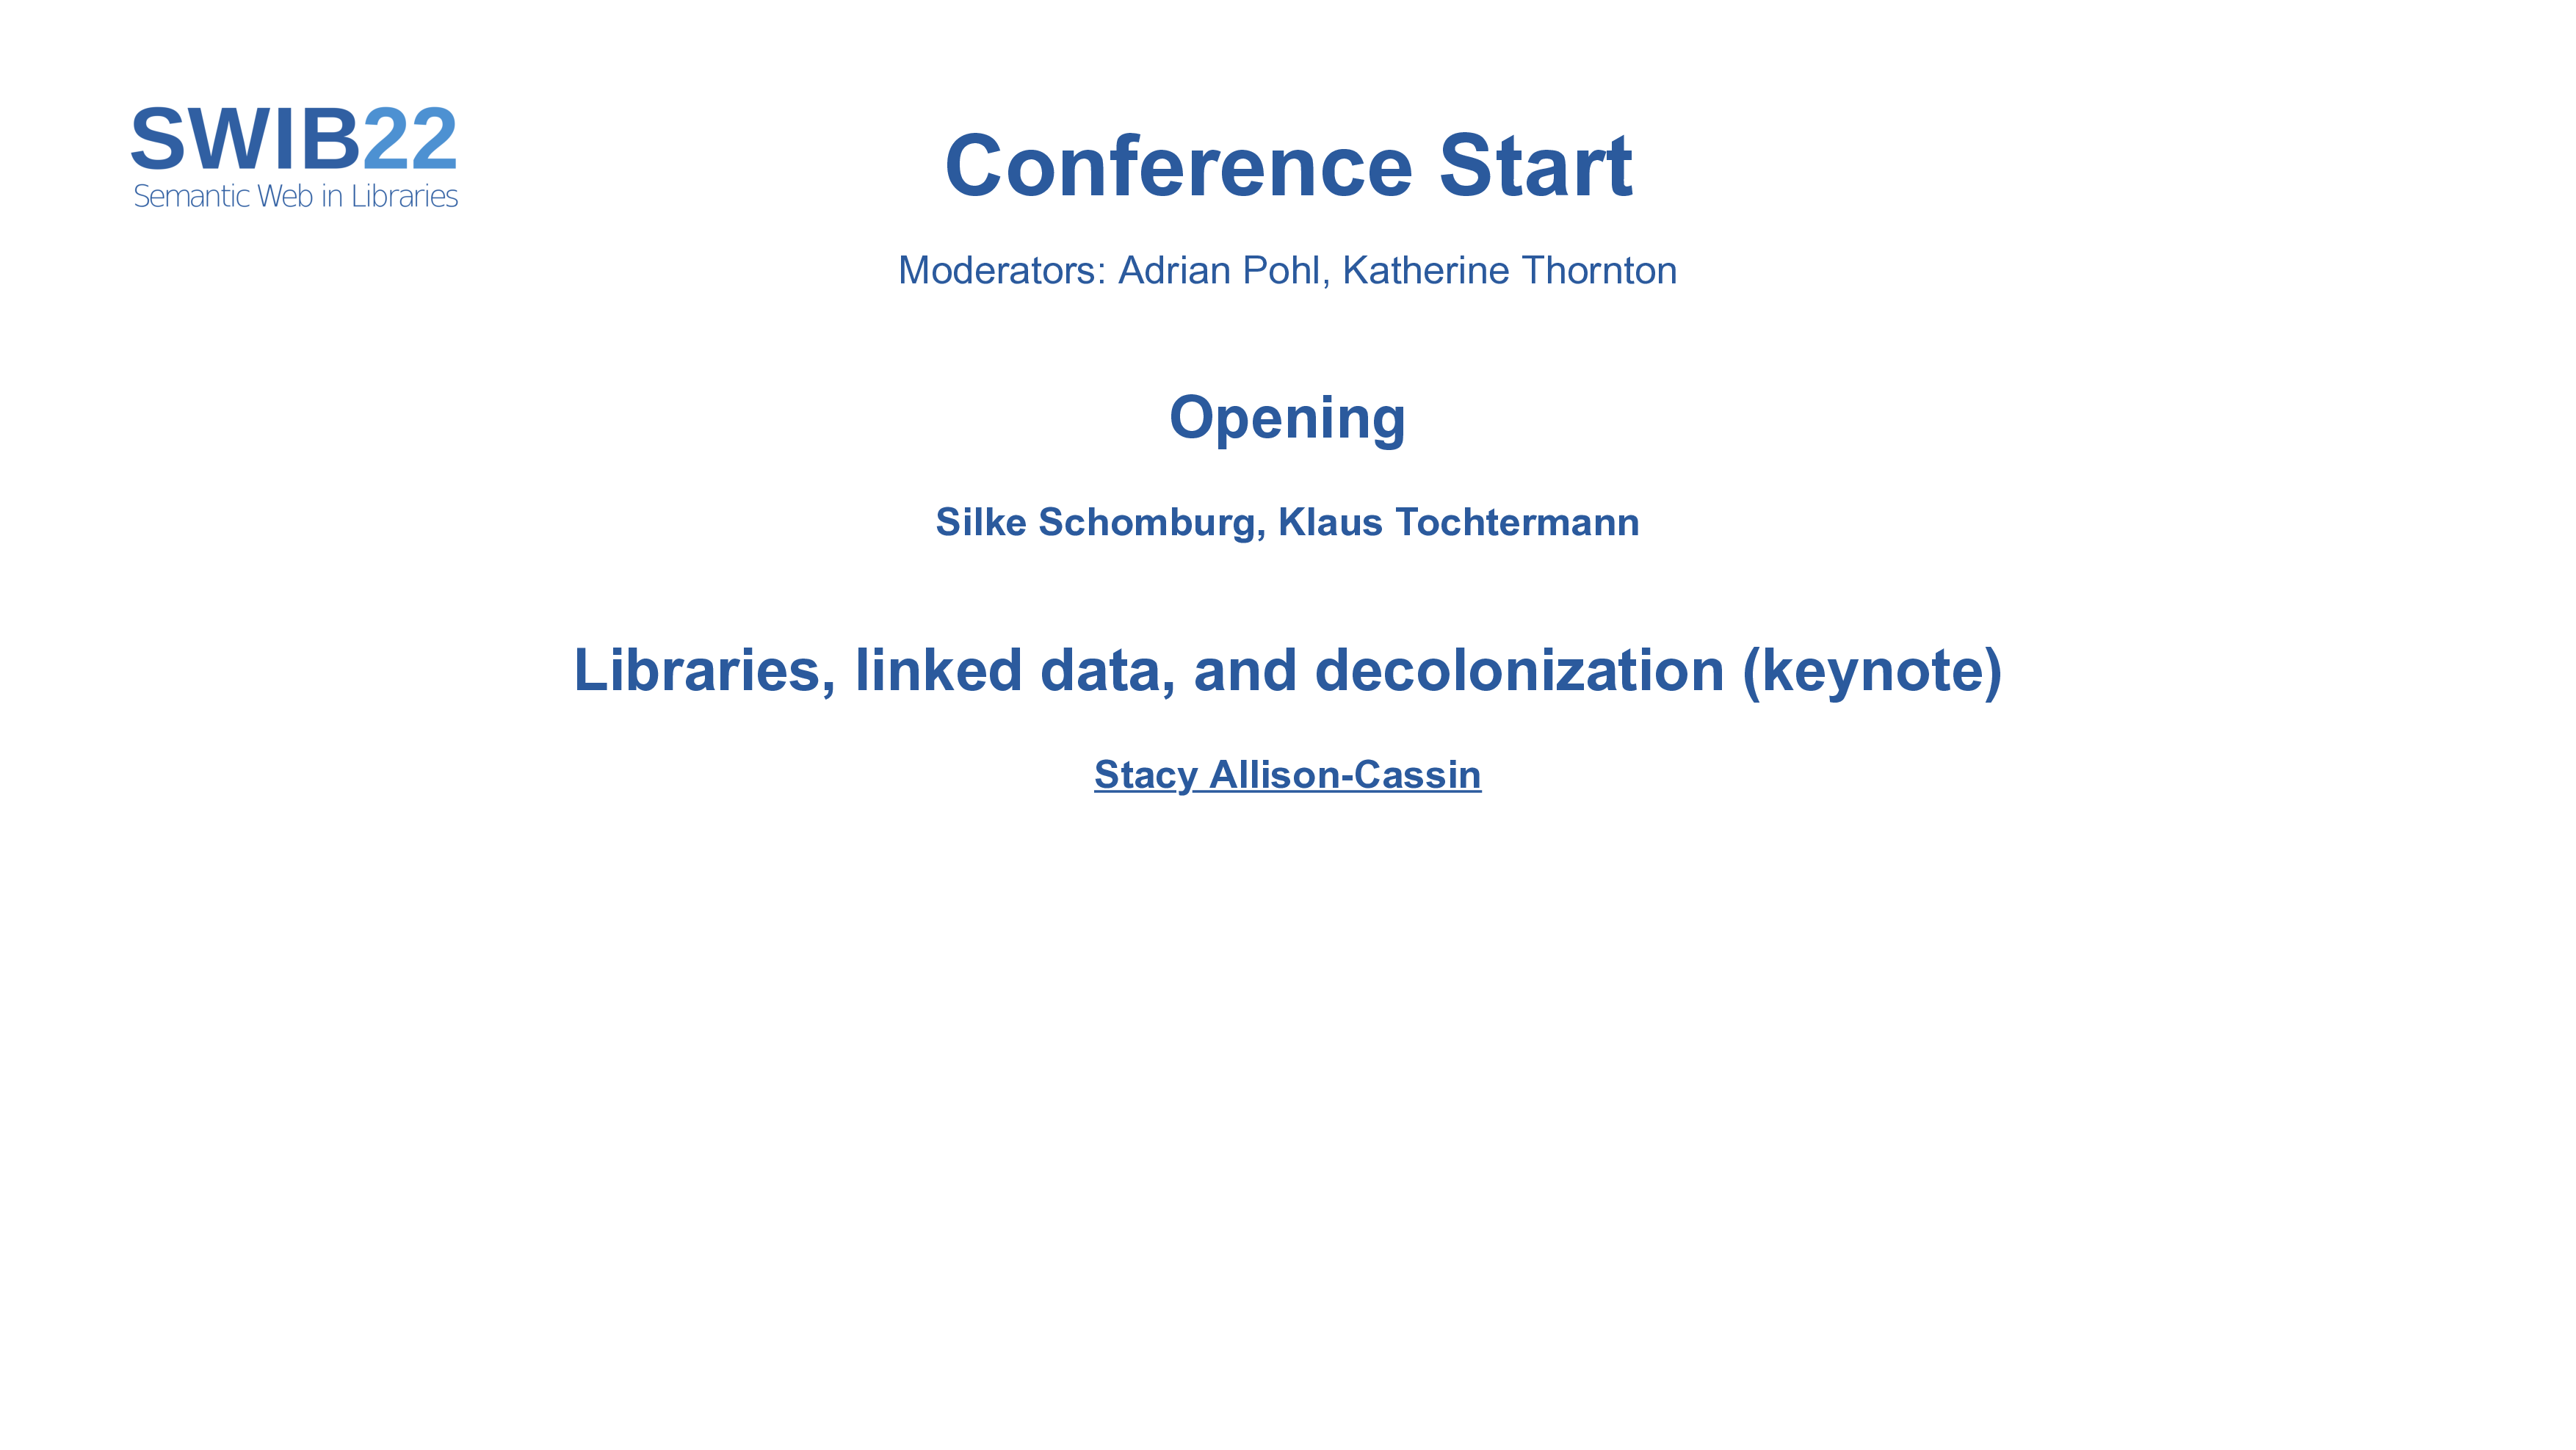 SWIB22
Semantic Web in Libraries
Conference Start
Moderators: Adrian Pohl, Katherine Thornton
Opening
Silke Schomburg, Klaus Tochtermann
Libraries, linked data, and decolonization (keynote)
Stacy Allison-Cassin